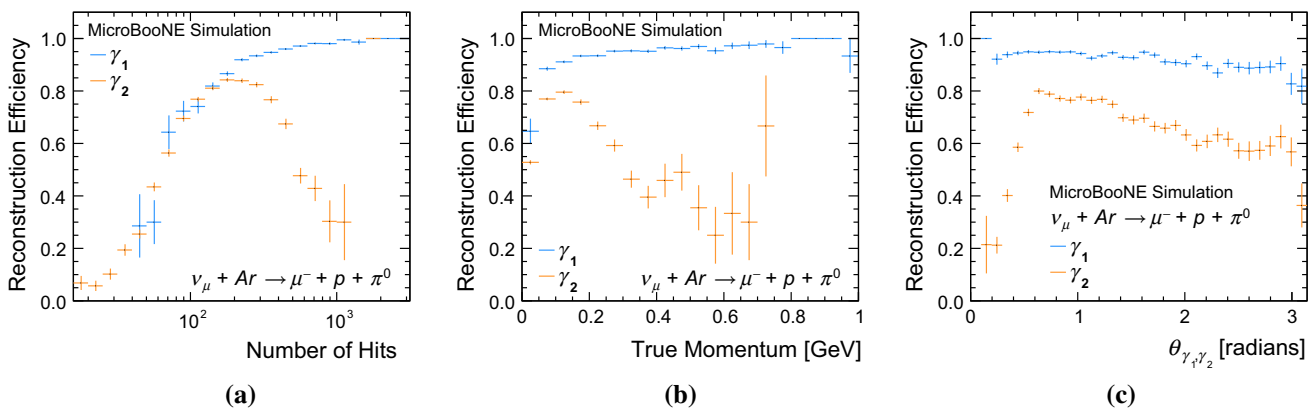 MicroBooNE Simulation
γ1
γ2
Reconstruction Efficiency
1.0
0.8
0.6
0.4
0.2
0.0
νμ + Ar → μ− + p + π0
10^2
10^3
Number of Hits
(a)
MicroBooNE Simulation
Reconstruction Efficiency
1.0
0.8
0.6
0.4
0.2
0.0
γ1
γ2
νμ + Ar → μ− + p + π0
0 0.2 0.4 0.6 0.8 1
True Momentum [GeV]
(b)
Reconstruction Efficiency
1.0
0.8
0.6
0.4
0.2
0.0
MicroBooNE Simulation
νμ + Ar → μ− + p + π0
γ1
γ2
0 1 2 3
θγ1,γ2 [radians]
(c)